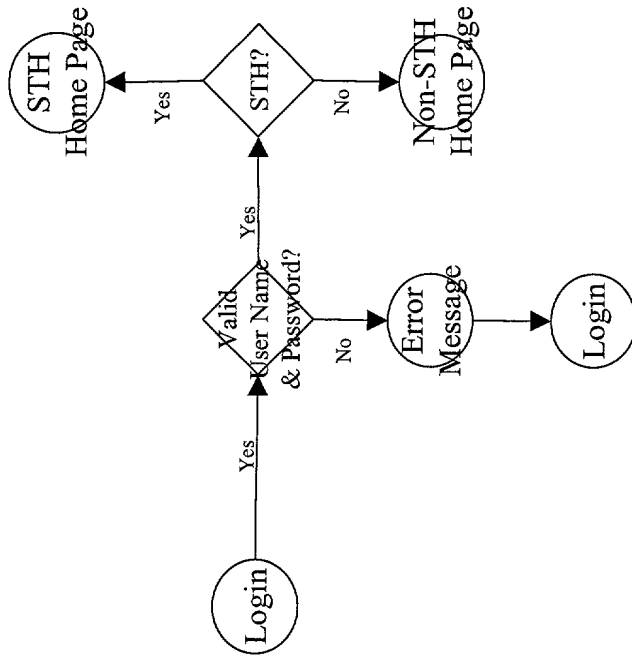 Login
Yes
Valid
User Name
& Password?
Yes
No
Error
Message
Login
STH?
Yes
No
STH
Home Page
Non-STH
Home Page